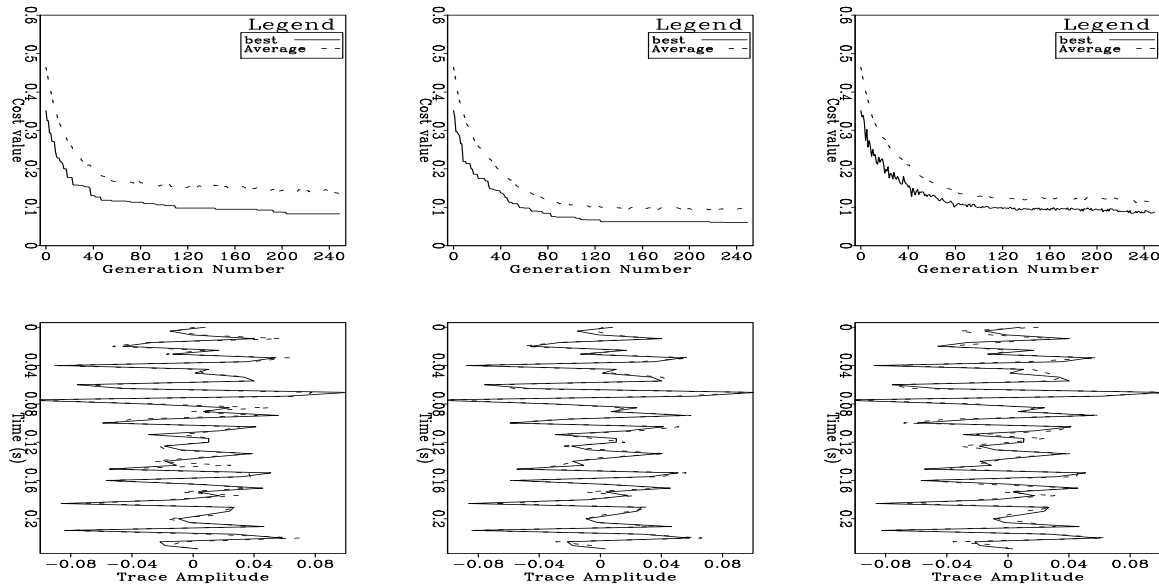 0.6
0.5
0.4
0.3
0.2
0.1
0
Cost value
Legend
best
Average
0 40 80 120 160 200 240
Generation Number
0.6
0.5
0.4
0.3
0.2
0.1
0
Cost value
Legend
best
Average
0 40 80 120 160 200 240
Generation Number
0.6
0.5
0.4
0.3
0.2
0.1
0
Cost value
Legend
best
Average
0 40 80 120 160 200 240
Generation Number
0
0.04
0.08
0.12
0.16
0.2
Time (s)
−0.08 −0.04 0 0.04 0.08
Trace Amplitude
0
0.04
0.08
0.12
0.16
0.2
Time (s)
−0.08 −0.04 0 0.04 0.08
Trace Amplitude
0
0.04
0.08
0.12
0.16
0.2
Time (s)
−0.08 −0.04 0 0.04 0.08
Trace Amplitude